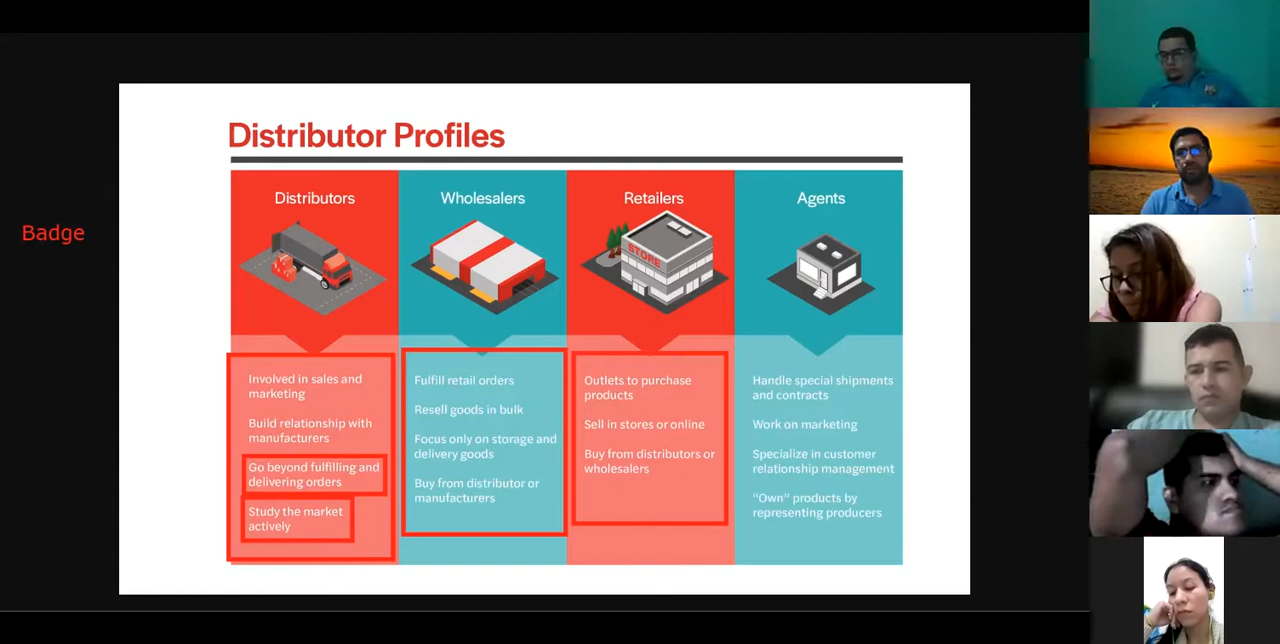 Badge
Distributor Profiles
Distributors
Involved in sales and
marketing
Build relationship with
manufacturers
Go beyond fulfilling and
delivering orders
Study the market
actively
Wholesalers
Fulfill retail orders
Resell goods in bulk
Focus only on storage and
delivery goods
Buy from distributor or
manufacturers
Retailers
STORE
Outlets to purchase
products
Sell in stores or online
Buy from distributors or
wholesalers
Agents
Handle special shipments
and contracts
Work on marketing
Specialize in customer
relationship management
“Own” products by
representing producers